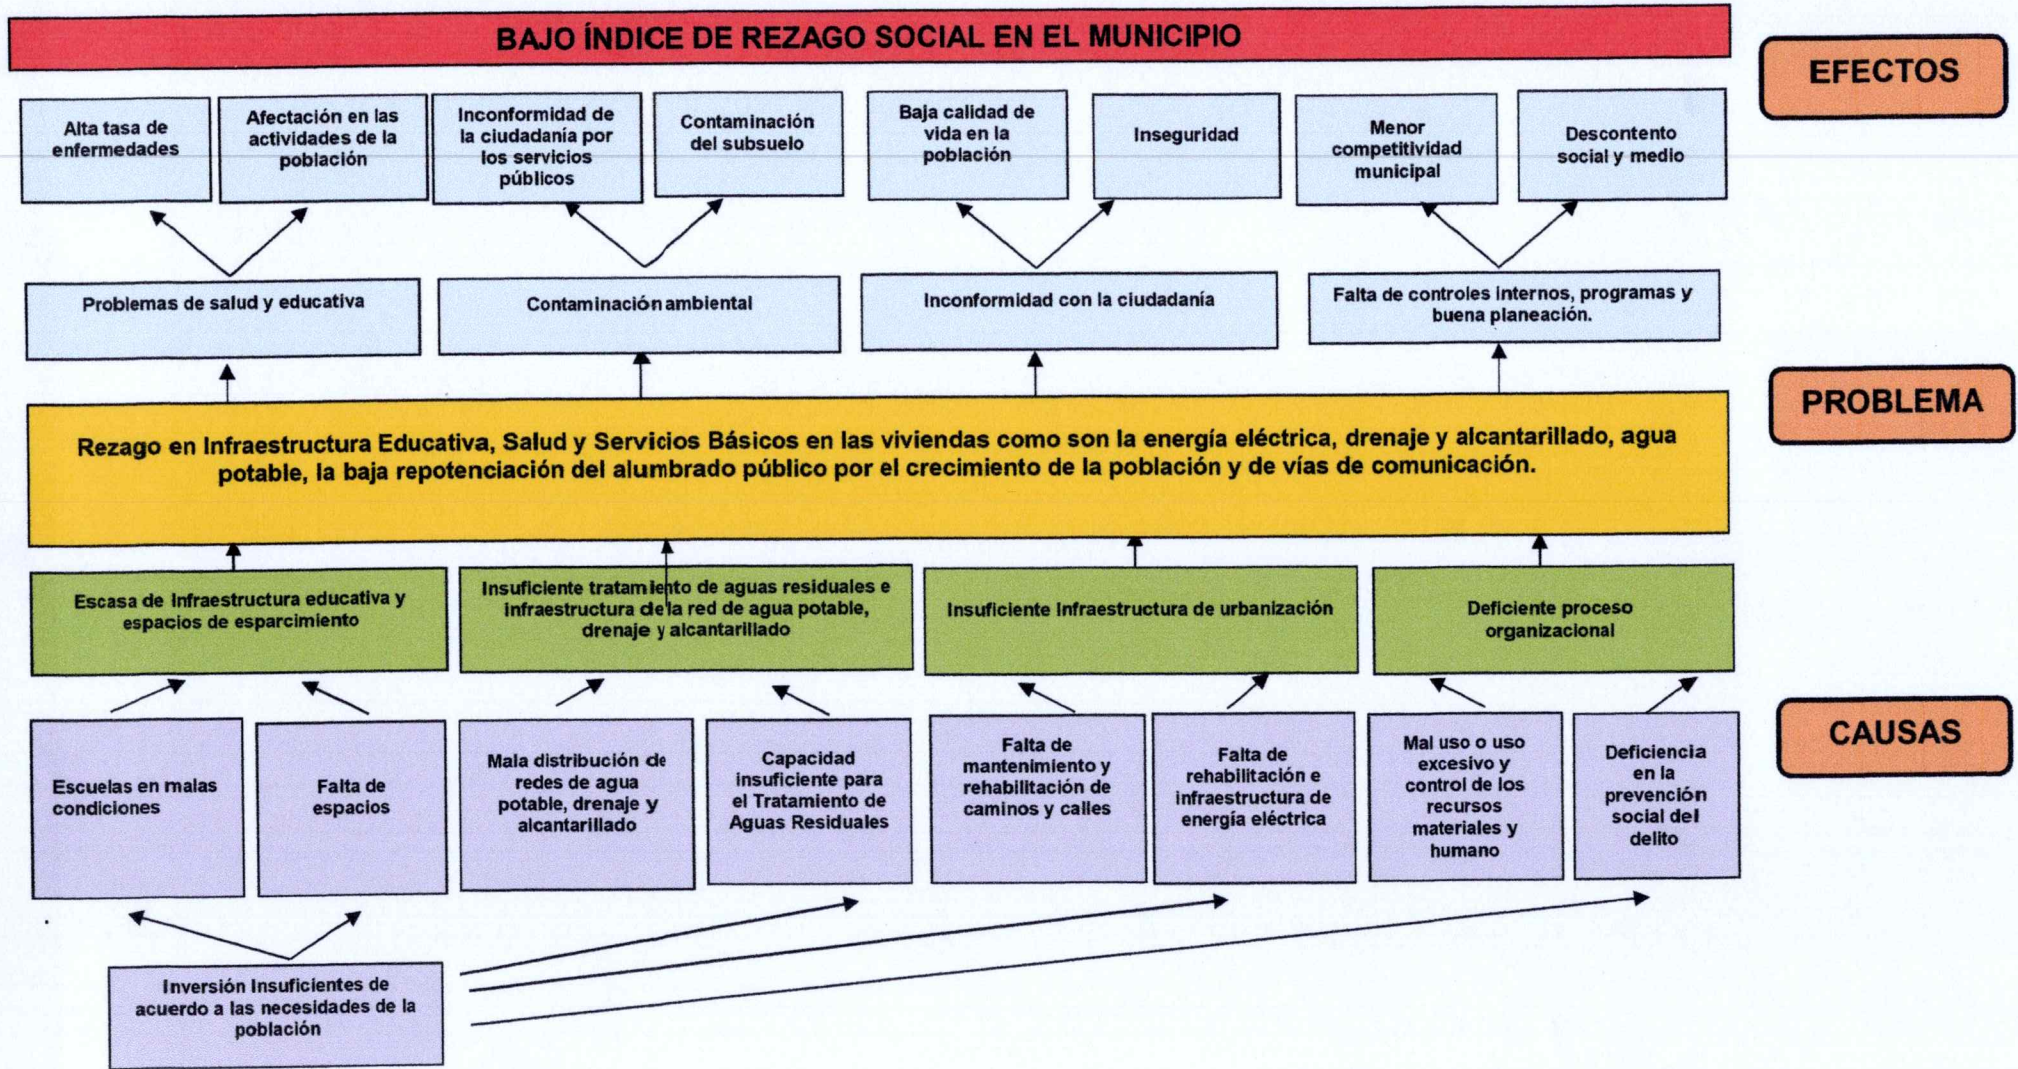 BAJO ÍNDICE DE REZAGO SOCIAL EN EL MUNICIPIO
EFECTOS
Alta tasa de
enfermedades
Afectación en las
actividades de la
población
Inconformidad de
la ciudadanía por
los servicios
públicos
Contaminación
del subsuelo
Baja calidad de
vida en la
población
Inseguridad
Menor
competitividad
municipal
Descontento
social y medio
Problemas de salud y educativa
Contaminación ambiental
Inconformidad con la ciudadanía
Falta de controles internos, programas y
buena planeación.
PROBLEMA
Rezago en Infraestructura Educativa, Salud y Servicios Básicos en las viviendas como son la energía eléctrica, drenaje y alcantarillado, agua
potable, la baja repotenciación del alumbrado público por el crecimiento de la población y de vías de comunicación.
Escasa de Infraestructura educativa y
espacios de esparcimiento
Insuficiente tratamiento de aguas residuales e
infraestructura de la red de agua potable,
drenaje y alcantarillado
Insuficiente Infraestructura de urbanización
Deficiente proceso
organizacional
CAUSAS
Escuelas en malas
condiciones
Falta de
espacios
Mala distribución de
redes de agua
potable, drenaje y
alcantarillado
Capacidad
insuficiente para
el Tratamiento de
Aguas Residuales
Falta de
mantenimiento y
rehabilitación de
caminos y calles
Falta de
rehabilitación e
infraestructura de
energía eléctrica
Mal uso o uso
excesivo y
control de los
recursos
materiales y
humano
Deficiencia
en la
prevención
social del
delito
Inversión Insuficientes de
acuerdo a las necesidades de la
población